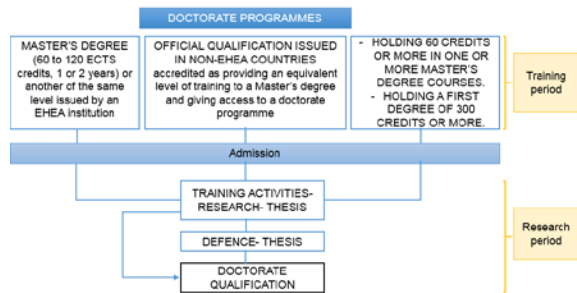 DOCTORATE PROGRAMMES
MASTER'S DEGREE
(60 to 120 ECTS
credits, 1 or 2 years) or
another of the same
level issued by an
EHEA institution
OFFICIAL QUALIFICATION ISSUED
IN NON-EHEA COUNTRIES
accredited as providing an equivalent
level of training to a Master's degree
and giving access to a doctorate
programme
- HOLDING 60 CREDITS
OR MORE IN ONE OR
MORE MASTER'S
DEGREE COURSES.
- HOLDING A FIRST
DEGREE OF 300
CREDITS OR MORE.
Training
period
Admission
TRAINING ACTIVITIES-
RESEARCH- THESIS
DEFENCE- THESIS
DOCTORATE
QUALIFICATION
Research
period